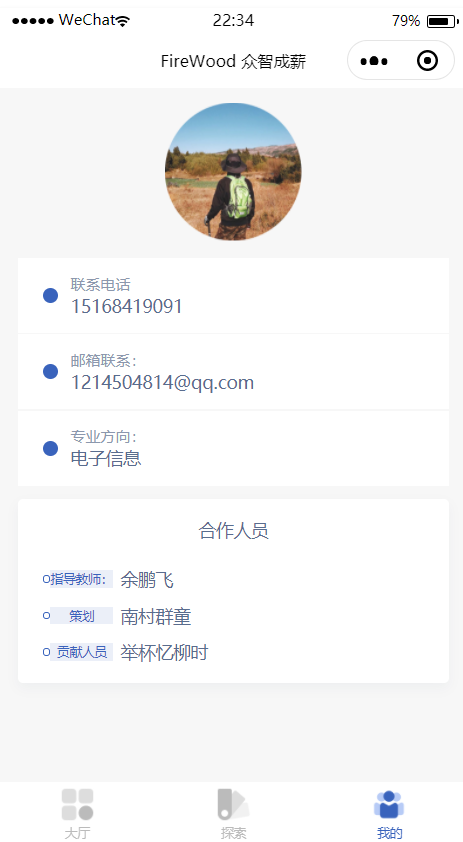 WeChat 22:34 79%
FireWood 众智成薪
联系电话
15168419091
邮箱联系：
1214504814@qq.com
专业方向：
电子信息
合作人员
指导教师： 余鹏飞
策划 南村群童
贡献人员 举杯忆柳时
大厅 探索 我的